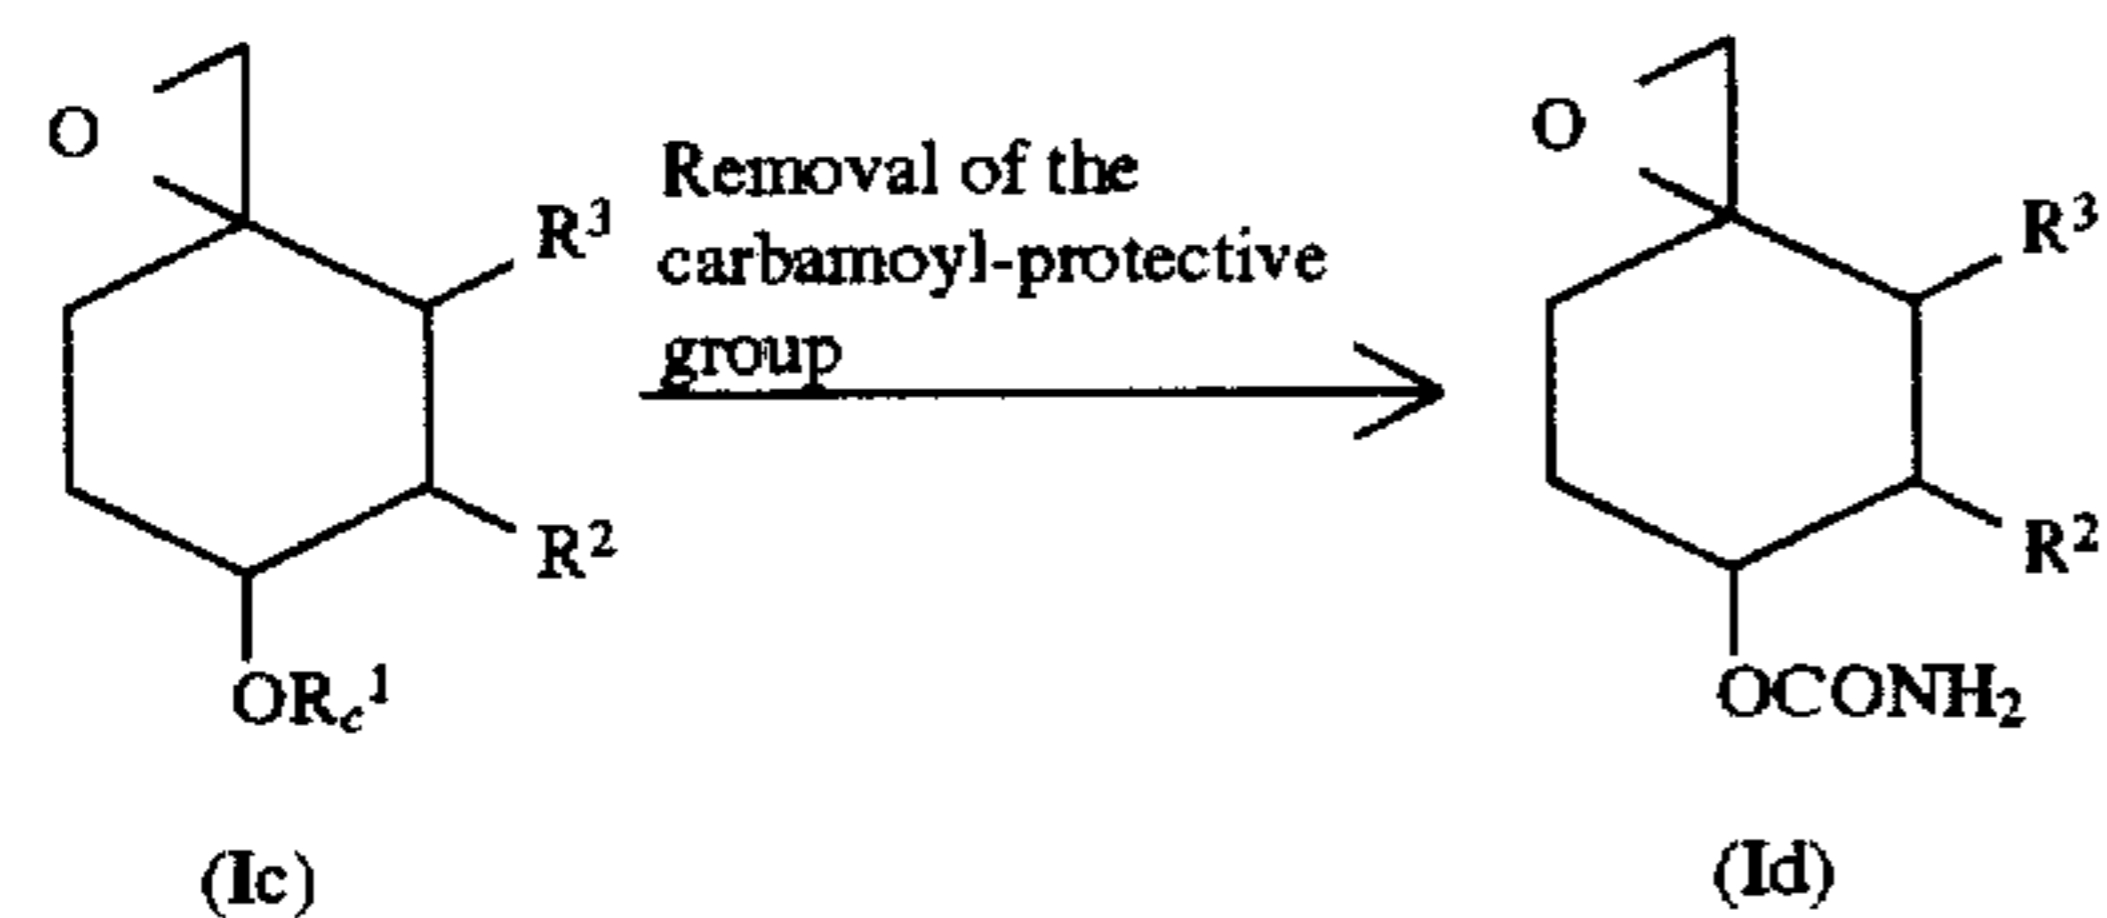 O
R³
Removal of the
carbamoyl-protective
group
R²
ORc¹
(Ic)
O
R³
R²
OCONH₂
(Id)